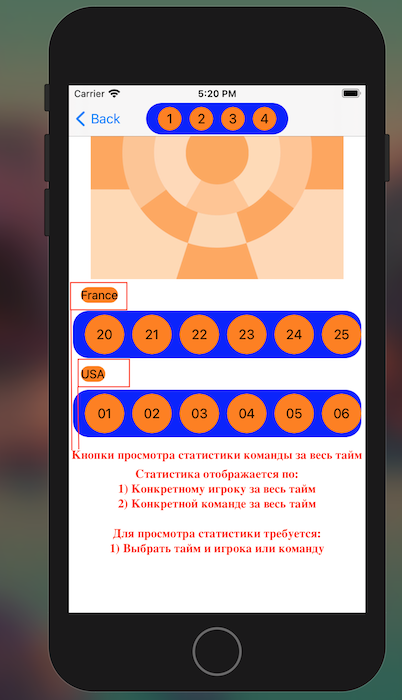 Carrier 5:20 PM
Back 1 2 3 4
France
20 21 22 23 24 25
USA
01 02 03 04 05 06
Кнопки просмотра статистики команды за весь тайм
Статистика отображается по:
1) Конкретному игроку за весь тайм
2) Конкретной команде за весь тайм
Для просмотра статистики требуется:
1) Выбрать тайм и игрока или команду